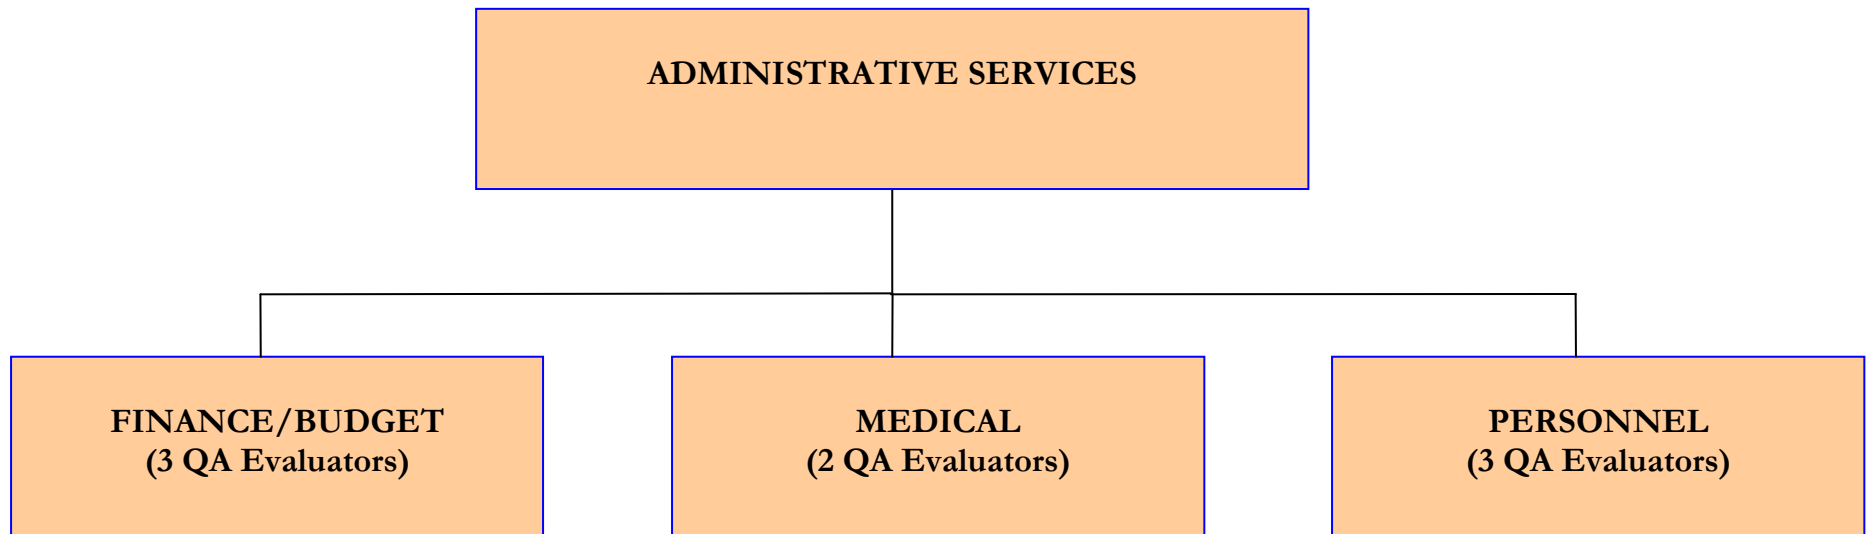 ADMINISTRATIVE SERVICES
FINANCE/BUDGET
(3 QA Evaluators)
MEDICAL
(2 QA Evaluators)
PERSONNEL
(3 QA Evaluators)